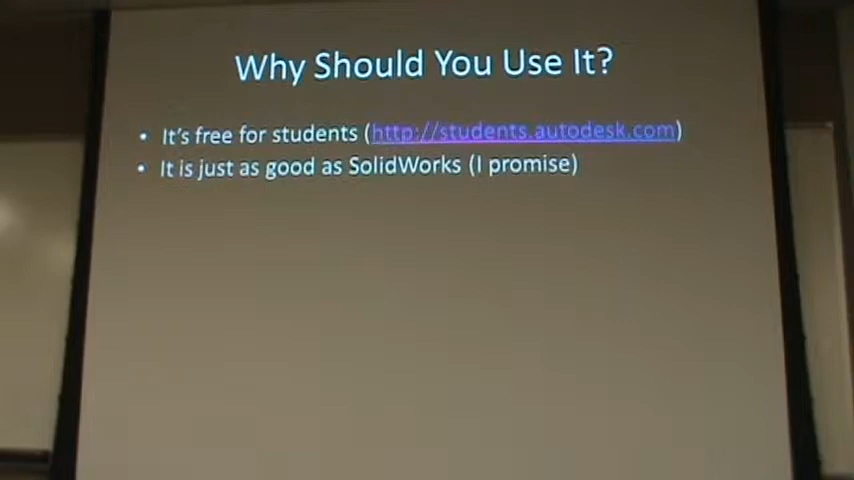 Why Should You Use It?
• It's free for students (http://students.autodesk.com)
• It is just as good as SolidWorks (I promise)